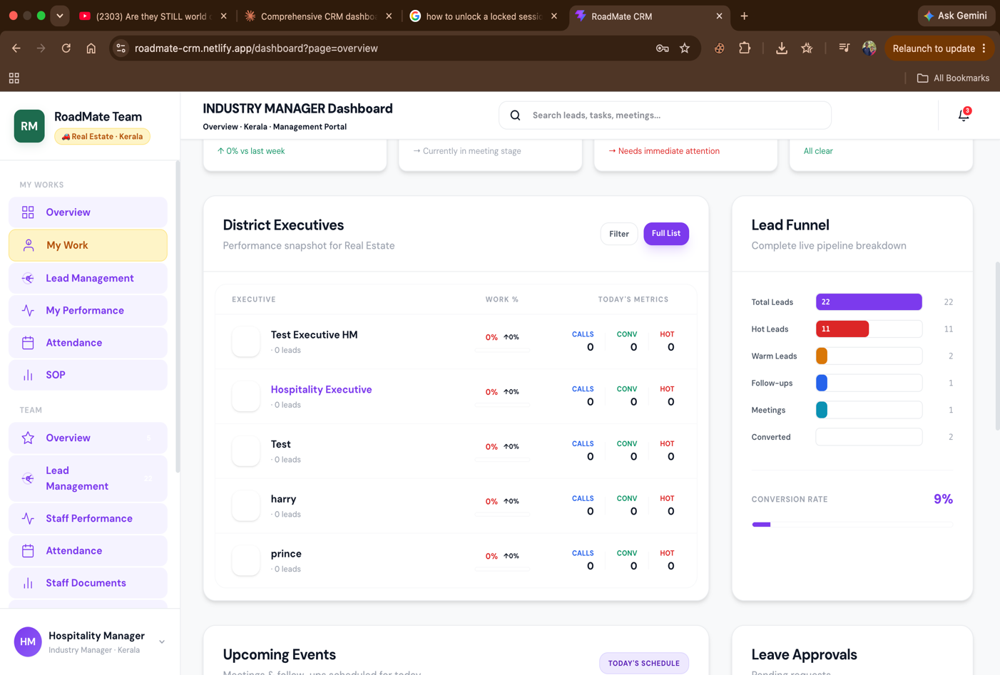 (2303) Are they STILL world c
Comprehensive CRM dashbo
how to unlock a locked sessi
RoadMate CRM
Ask Gemini
roadmate-crm.netlify.app/dashboard?page=overview
Relaunch to update
All Bookmarks
RM
RoadMate Team
Real Estate · Kerala
INDUSTRY MANAGER Dashboard
Overview · Kerala · Management Portal
Search leads, tasks, meetings...
3
MY WORKS
Overview
My Work
Lead Management
My Performance
Attendance
SOP
TEAM
Overview
Lead
Management
Staff Performance
Attendance
Staff Documents
HM
Hospitality Manager
Industry Manager · Kerala
↑ 0% vs last week
→ Currently in meeting stage
→ Needs immediate attention
All clear
District Executives
Performance snapshot for Real Estate
Filter
Full List
EXECUTIVE WORK % TODAY'S METRICS
Test Executive HM
· 0 leads
0% ↑0%
CALLS CONV HOT
0 0 0
Hospitality Executive
· 0 leads
0% ↑0%
CALLS CONV HOT
0 0 0
Test
· 0 leads
0% ↑0%
CALLS CONV HOT
0 0 0
harry
· 0 leads
0% ↑0%
CALLS CONV HOT
0 0 0
prince
· 0 leads
0% ↑0%
CALLS CONV HOT
0 0 0
Lead Funnel
Complete live pipeline breakdown
Total Leads 22 22
Hot Leads 11 11
Warm Leads 2
Follow-ups 1
Meetings 1
Converted 2
CONVERSION RATE 9%
Upcoming Events
Meetings & follow-ups scheduled for today
TODAY'S SCHEDULE
Leave Approvals
Pending requests